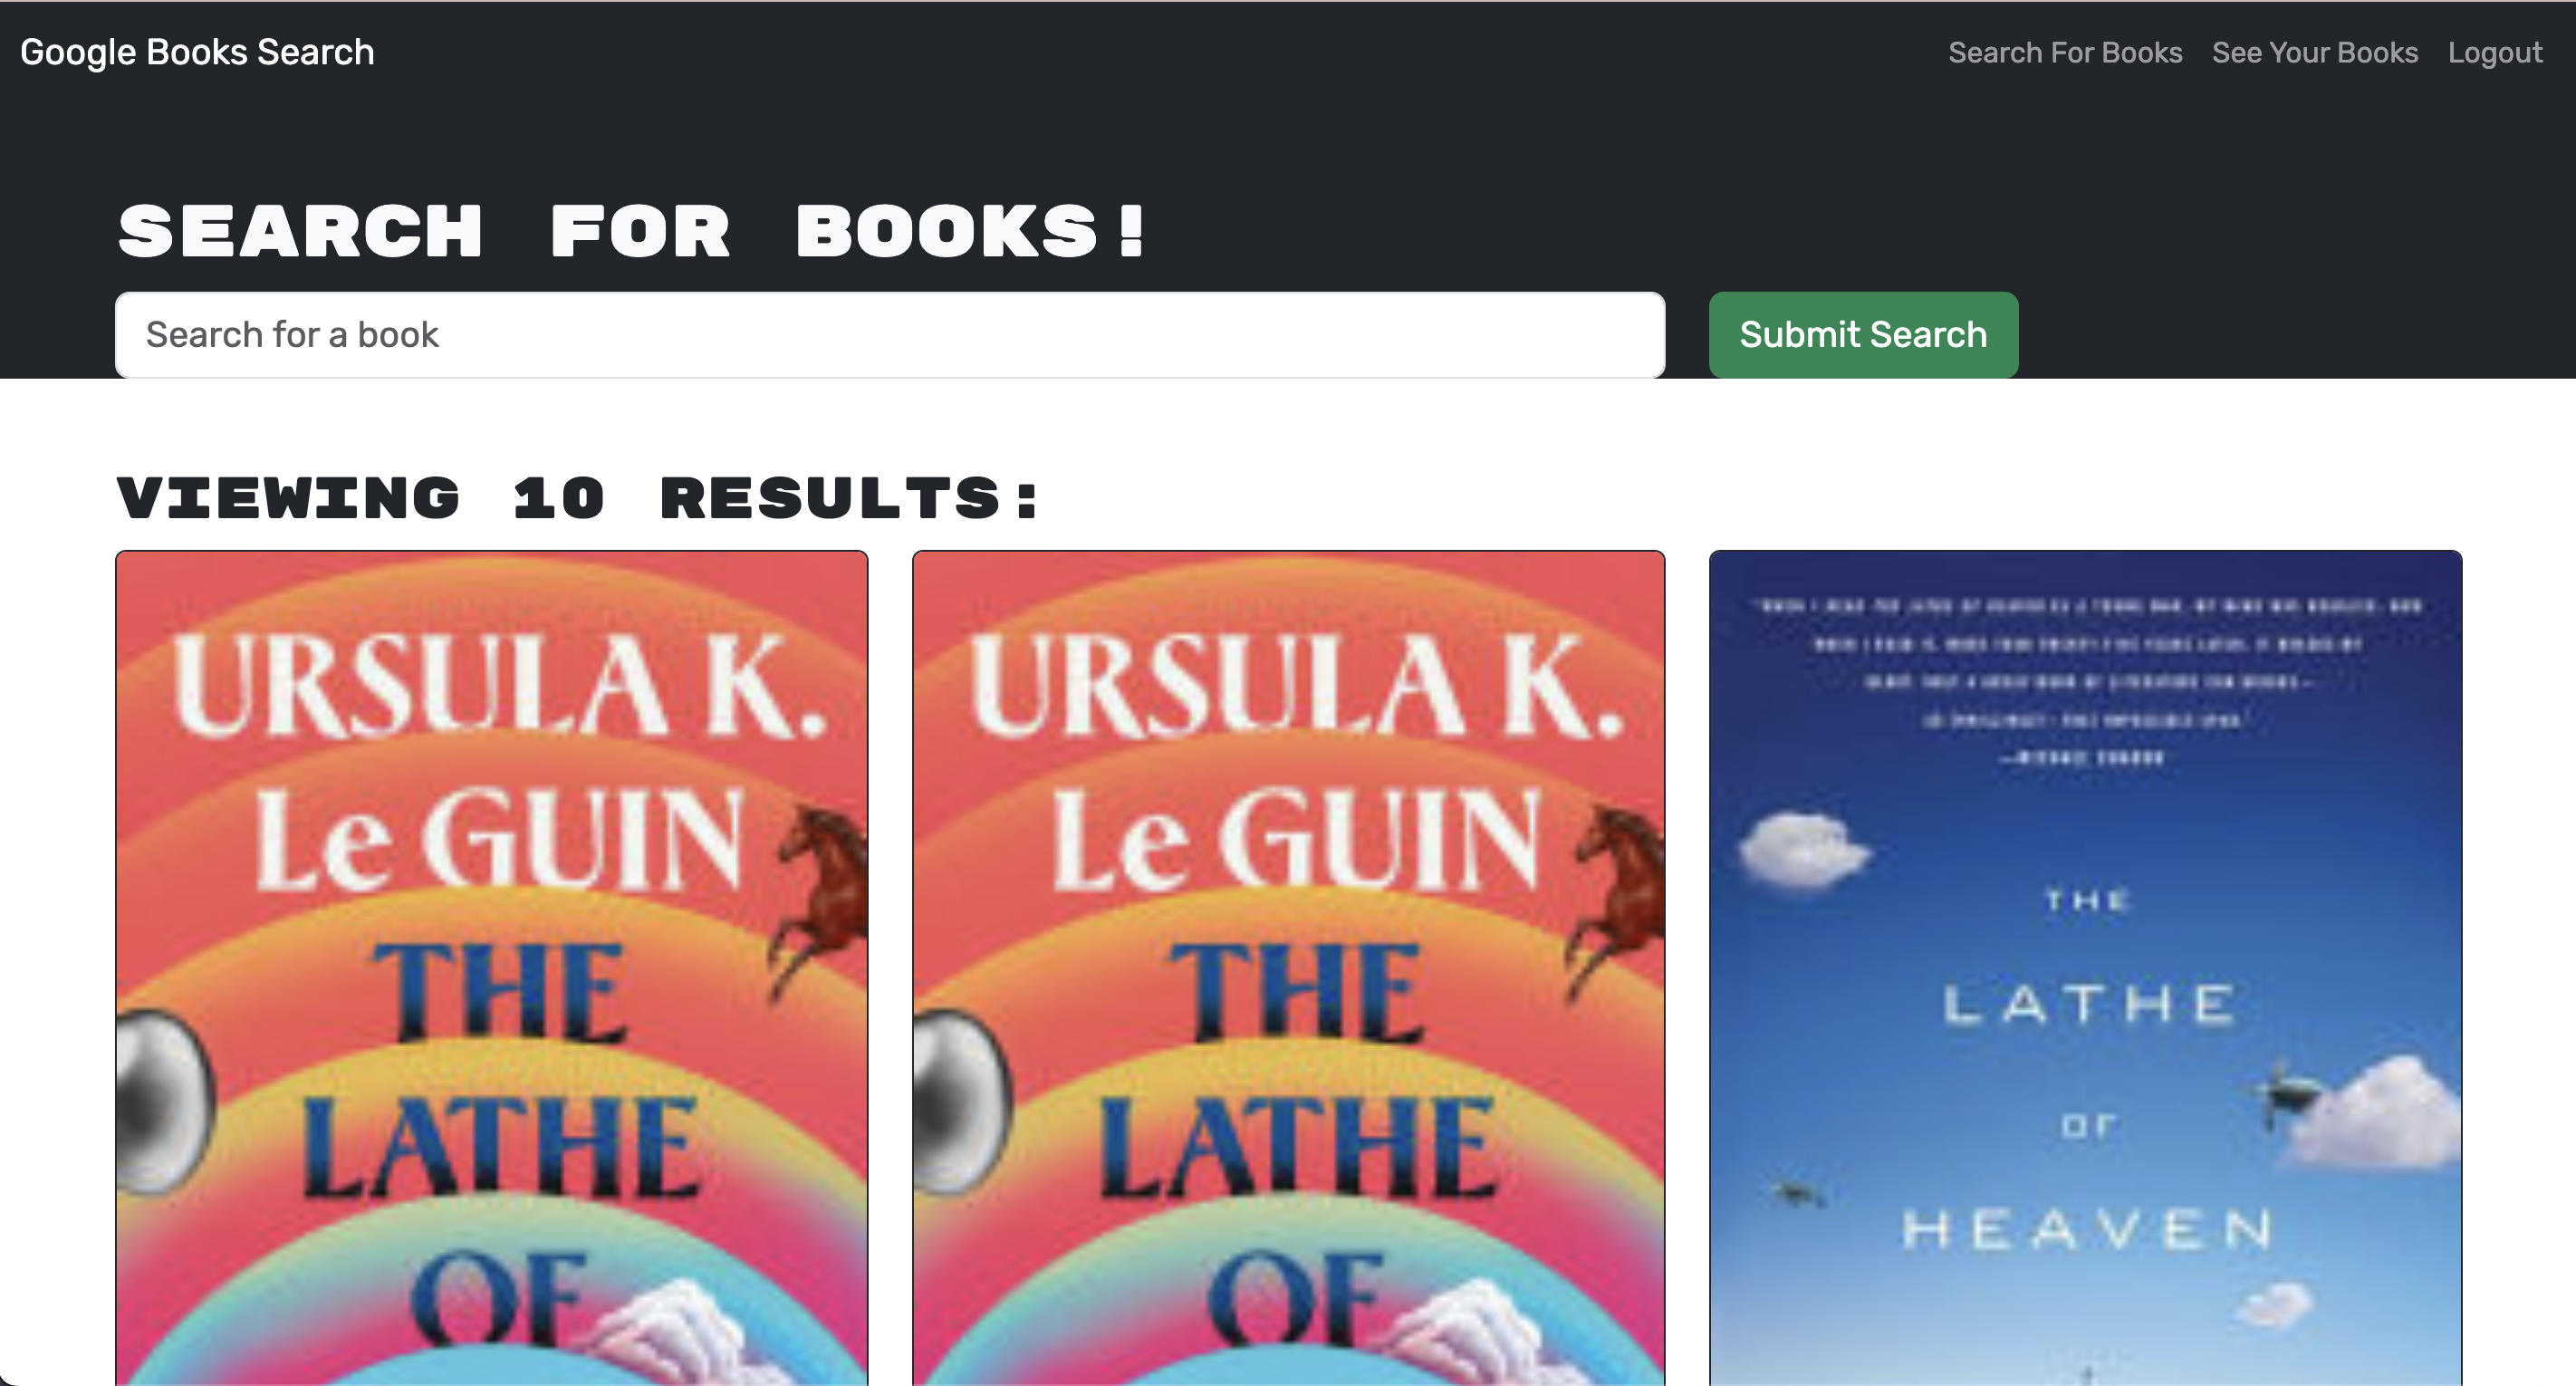 Google Books Search
Search For Books See Your Books Logout
SEARCH FOR BOOKS!
Search for a book Submit Search
VIEWING 10 RESULTS:
URSULA K.
Le GUIN
THE
LATHE
OF
URSULA K.
Le GUIN
THE
LATHE
OF
THE
LATHE
OF
HEAVEN